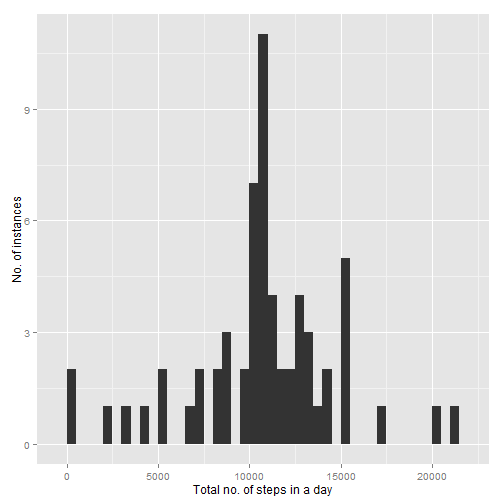 No. of instances
9
6
3
0
0 5000 10000 15000 20000
Total no. of steps in a day